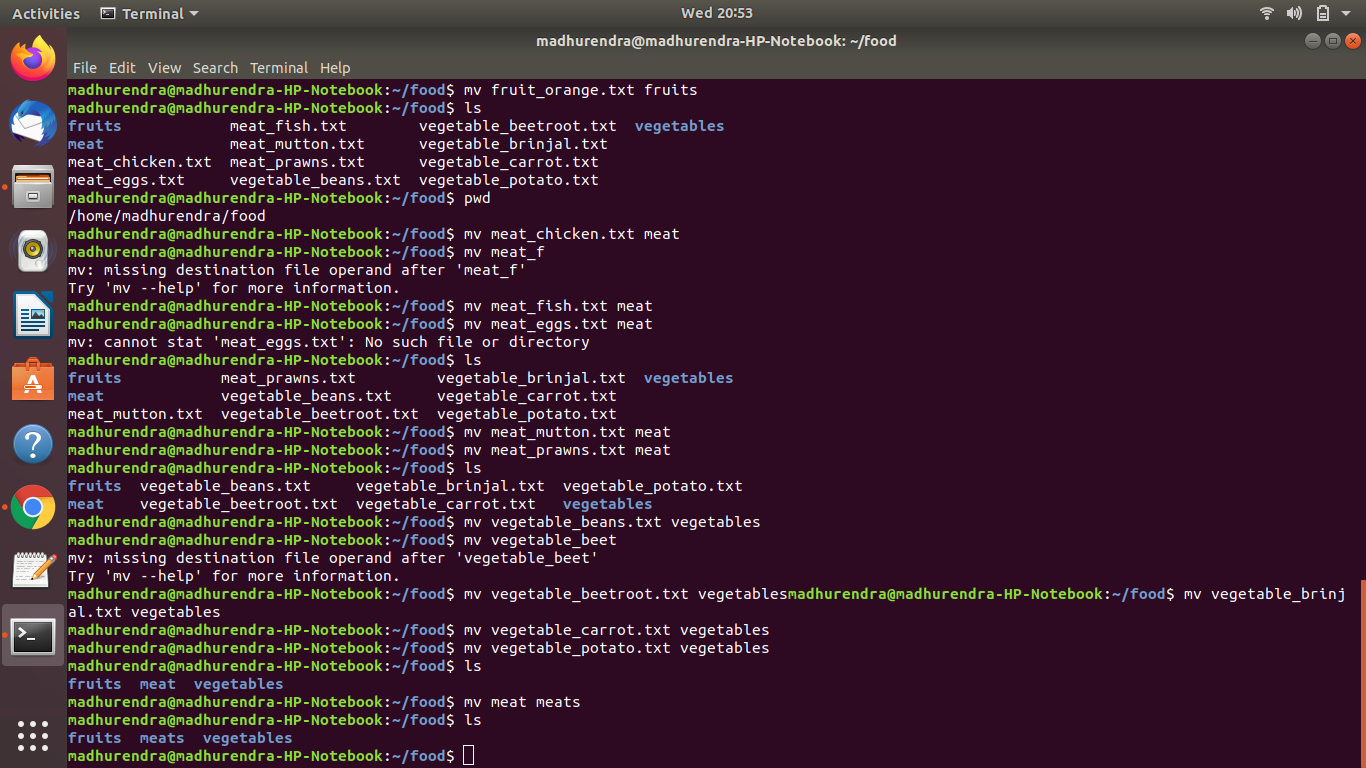 Activities Terminal Wed 20:53
madhurendra@madhurendra-HP-Notebook: ~/food
File Edit View Search Terminal Help
madhurendra@madhurendra-HP-Notebook:~/food$ mv fruit_orange.txt fruits
madhurendra@madhurendra-HP-Notebook:~/food$ ls
fruits            meat_fish.txt        vegetable_beetroot.txt  vegetables
meat              meat_mutton.txt      vegetable_brinjal.txt
meat_chicken.txt  meat_prawns.txt      vegetable_carrot.txt
meat_eggs.txt     vegetable_beans.txt  vegetable_potato.txt
madhurendra@madhurendra-HP-Notebook:~/food$ pwd
/home/madhurendra/food
madhurendra@madhurendra-HP-Notebook:~/food$ mv meat_chicken.txt meat
madhurendra@madhurendra-HP-Notebook:~/food$ mv meat_f
mv: missing destination file operand after 'meat_f'
Try 'mv --help' for more information.
madhurendra@madhurendra-HP-Notebook:~/food$ mv meat_fish.txt meat
madhurendra@madhurendra-HP-Notebook:~/food$ mv meat_eggs.txt meat
mv: cannot stat 'meat_eggs.txt': No such file or directory
madhurendra@madhurendra-HP-Notebook:~/food$ ls
fruits           meat_prawns.txt         vegetable_brinjal.txt  vegetables
meat             vegetable_beans.txt     vegetable_carrot.txt
meat_mutton.txt  vegetable_beetroot.txt  vegetable_potato.txt
madhurendra@madhurendra-HP-Notebook:~/food$ mv meat_mutton.txt meat
madhurendra@madhurendra-HP-Notebook:~/food$ mv meat_prawns.txt meat
madhurendra@madhurendra-HP-Notebook:~/food$ ls
fruits  vegetable_beans.txt     vegetable_brinjal.txt  vegetable_potato.txt
meat    vegetable_beetroot.txt  vegetable_carrot.txt   vegetables
madhurendra@madhurendra-HP-Notebook:~/food$ mv vegetable_beans.txt vegetables
madhurendra@madhurendra-HP-Notebook:~/food$ mv vegetable_beet
mv: missing destination file operand after 'vegetable_beet'
Try 'mv --help' for more information.
madhurendra@madhurendra-HP-Notebook:~/food$ mv vegetable_beetroot.txt vegetablesmadhurendra@madhurendra-HP-Notebook:~/food$ mv vegetable_brinj
al.txt vegetables
madhurendra@madhurendra-HP-Notebook:~/food$ mv vegetable_carrot.txt vegetables
madhurendra@madhurendra-HP-Notebook:~/food$ mv vegetable_potato.txt vegetables
madhurendra@madhurendra-HP-Notebook:~/food$ ls
fruits  meat  vegetables
madhurendra@madhurendra-HP-Notebook:~/food$ mv meat meats
madhurendra@madhurendra-HP-Notebook:~/food$ ls
fruits  meats  vegetables
madhurendra@madhurendra-HP-Notebook:~/food$